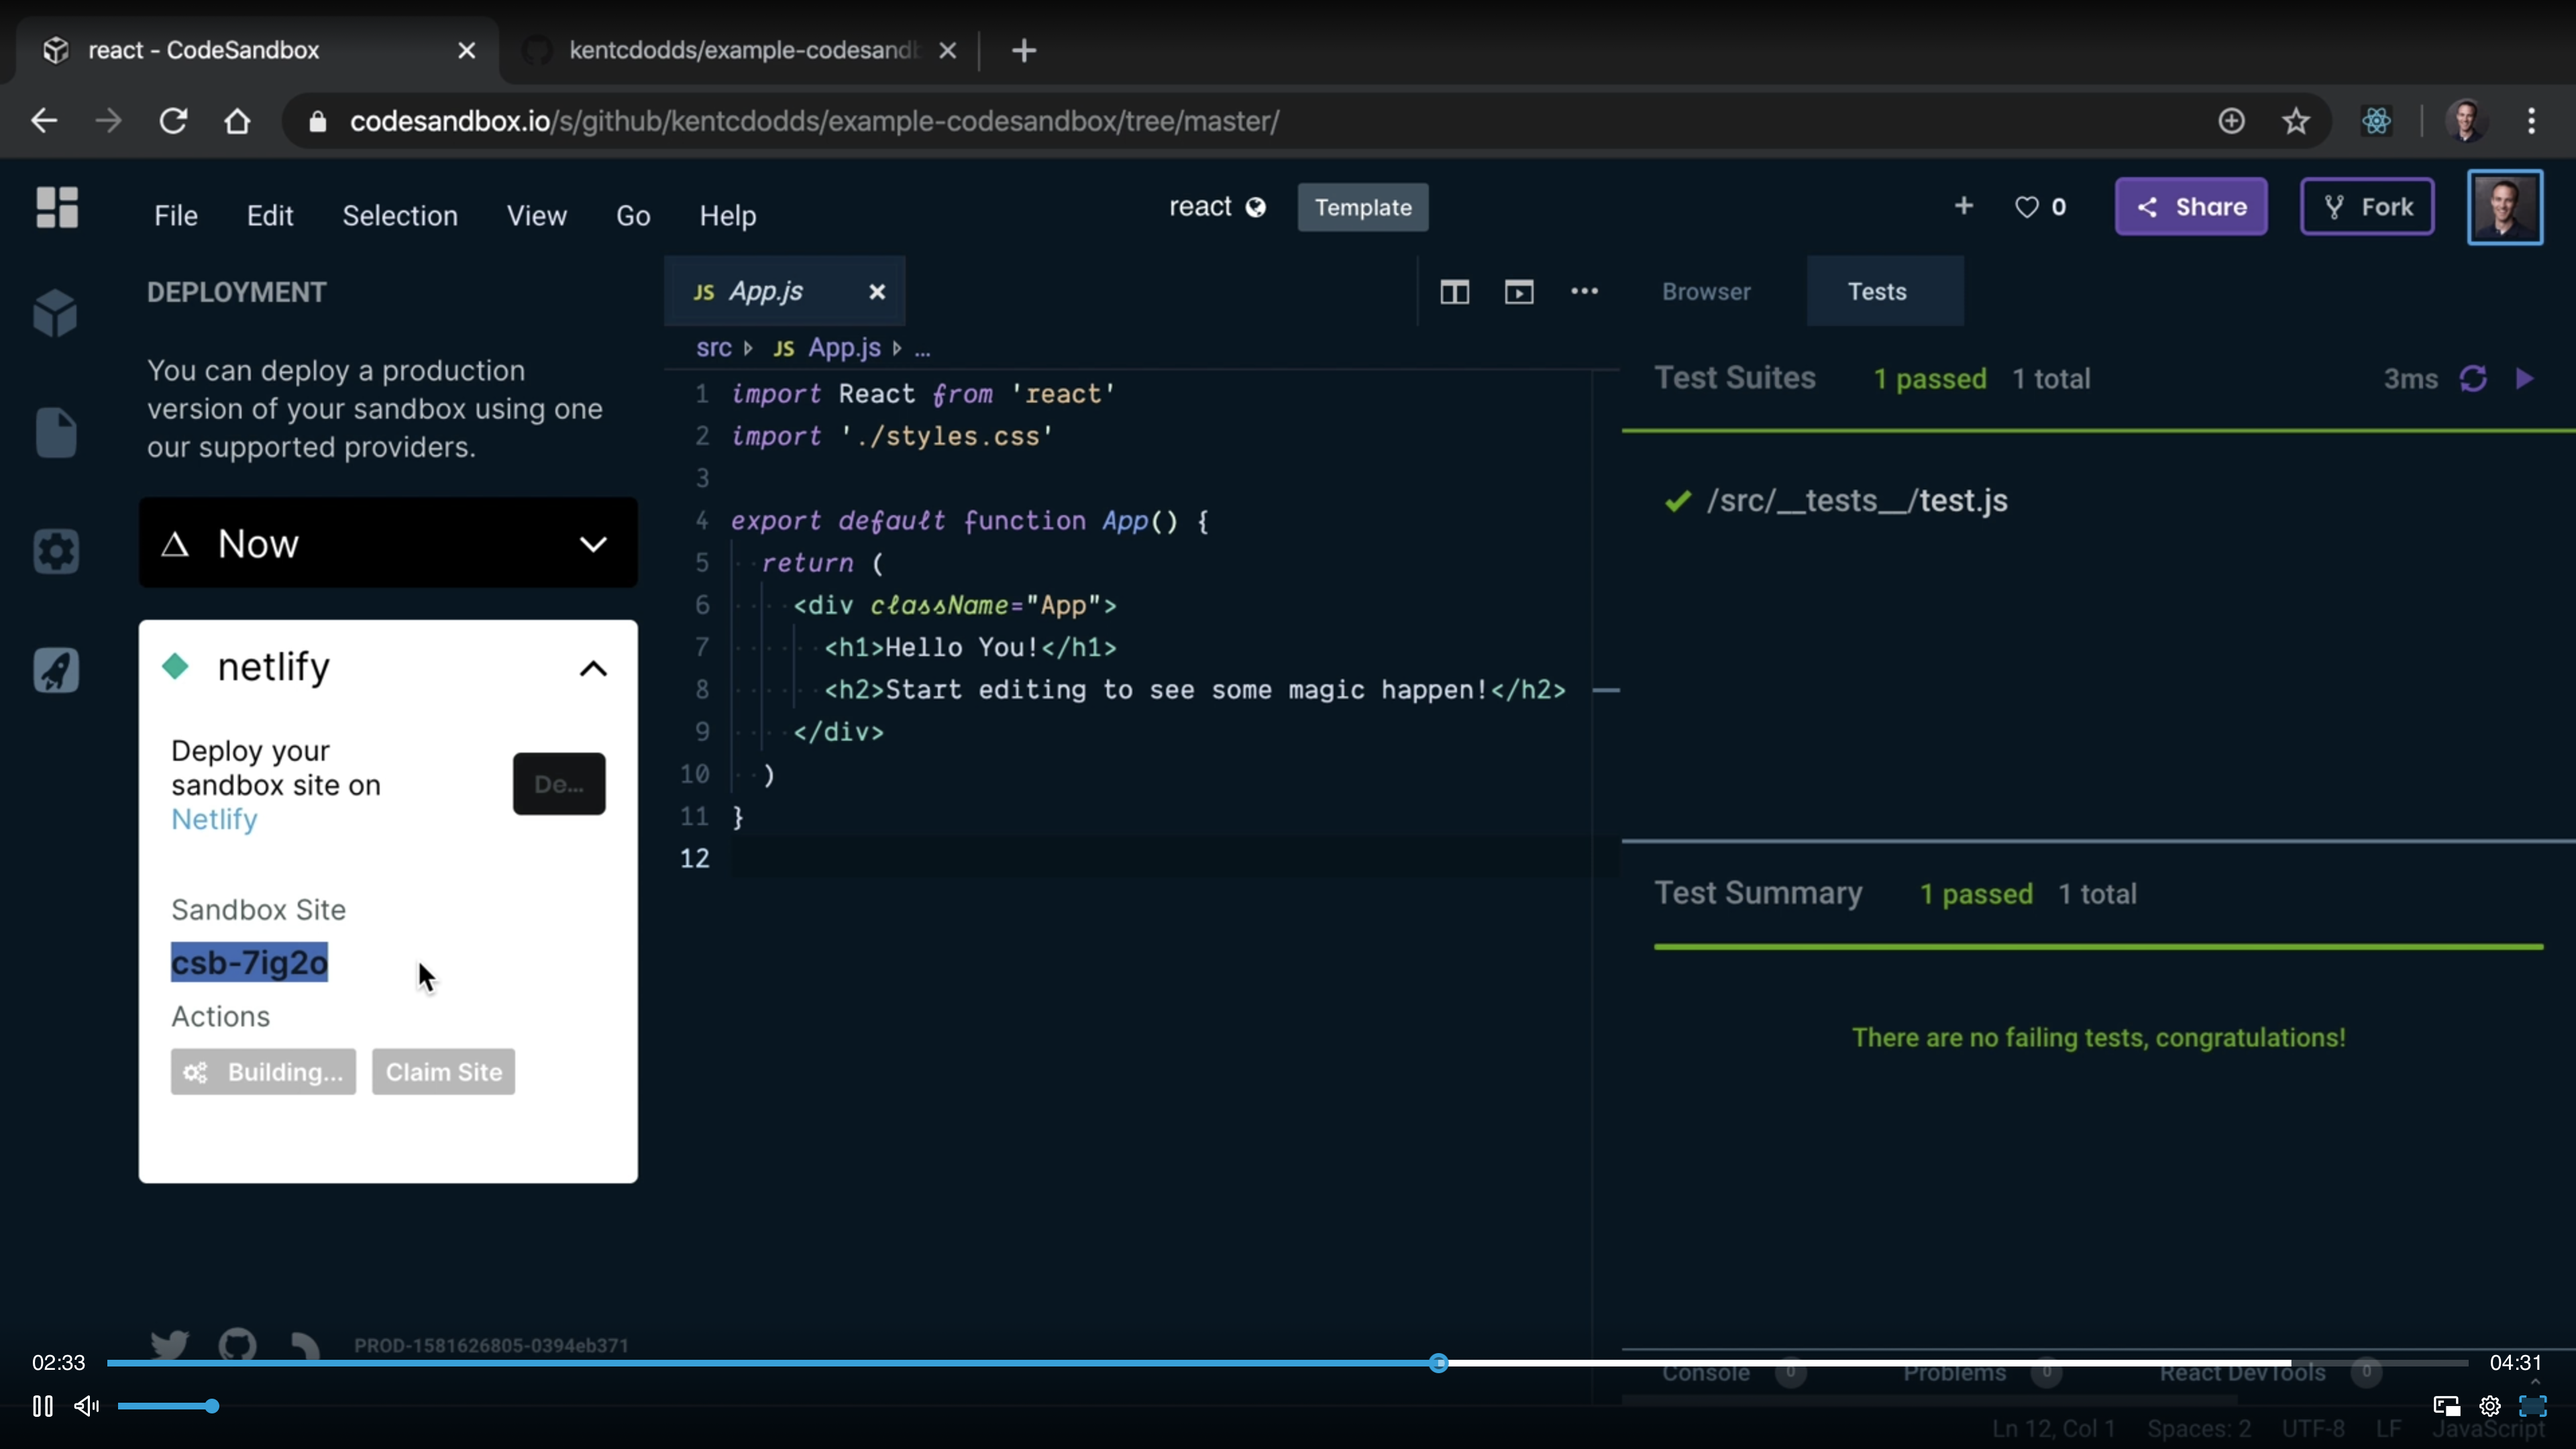 react - CodeSandbox
kentcdodds/example-codesandb
codesandbox.io/s/github/kentcdodds/example-codesandbox/tree/master/
File Edit Selection View Go Help
react Template
0 Share Fork
DEPLOYMENT
You can deploy a production
version of your sandbox using one
our supported providers.
Now
netlify
Deploy your
sandbox site on
Netlify
De...
Sandbox Site
csb-7ig2o
Actions
Building... Claim Site
JS App.js
src JS App.js ...
1 import React from 'react'
2 import './styles.css'
3
4 export default function App() {
5 return (
6 <div className="App">
7 <h1>Hello You!</h1>
8 <h2>Start editing to see some magic happen!</h2>
9 </div>
10 )
11 }
12
Browser Tests
Test Suites 1 passed 1 total 3ms
/src/__tests__/test.js
Test Summary 1 passed 1 total
There are no failing tests, congratulations!
PROD-1581626805-0394eb371
02:33 04:31
Console 0 Problems 0 React DevTools 0
Ln 12, Col 1 Spaces: 2 UTF-8 LF JavaScript